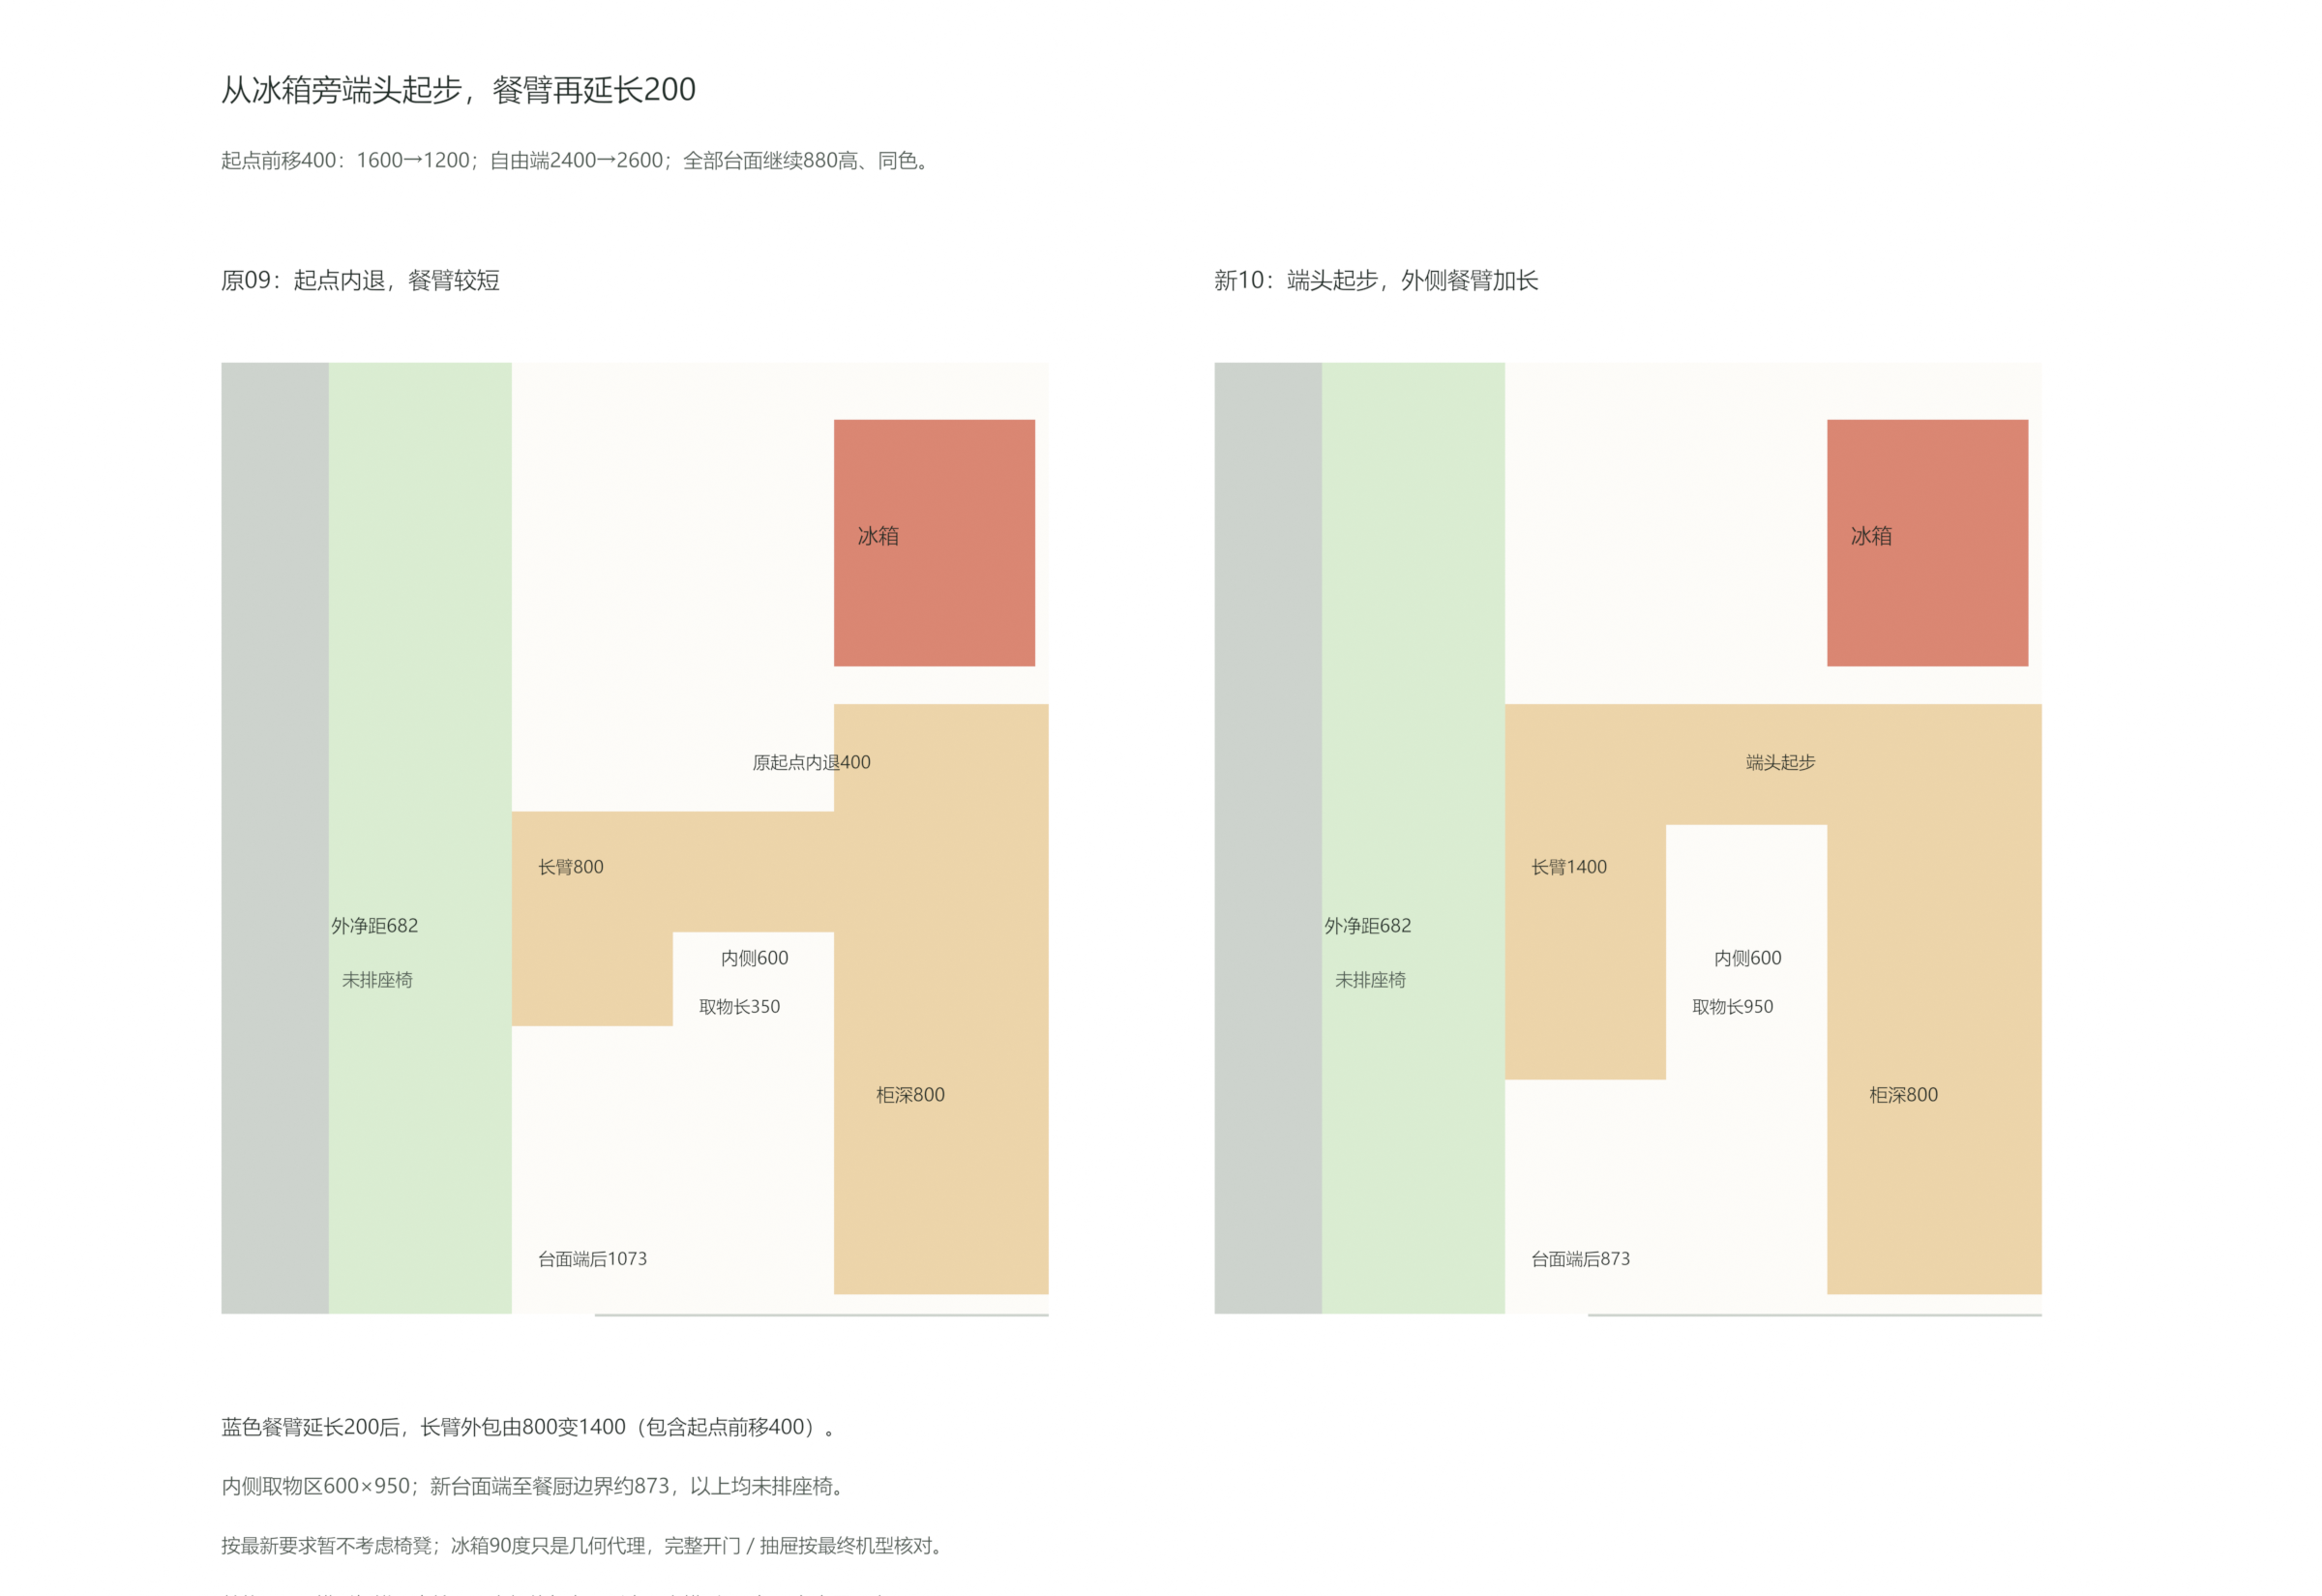 从冰箱旁端头起步，餐臂再延长200
起点前移400：1600→1200；自由端2400→2600；全部台面继续880高、同色。
原09：起点内退，餐臂较短
冰箱
原起点内退400
长臂800
外净距682
内侧600
未排座椅
取物长350
柜深800
台面端后1073
新10：端头起步，外侧餐臂加长
冰箱
端头起步
长臂1400
外净距682
内侧600
未排座椅
取物长950
柜深800
台面端后873
蓝色餐臂延长200后，长臂外包由800变1400（包含起点前移400）。
内侧取物区600×950；新台面端至餐厨边界约873，以上均未排座椅。
按最新要求暂不考虑椅凳；冰箱90度只是几何代理，完整开门 / 抽屉按最终机型核对。